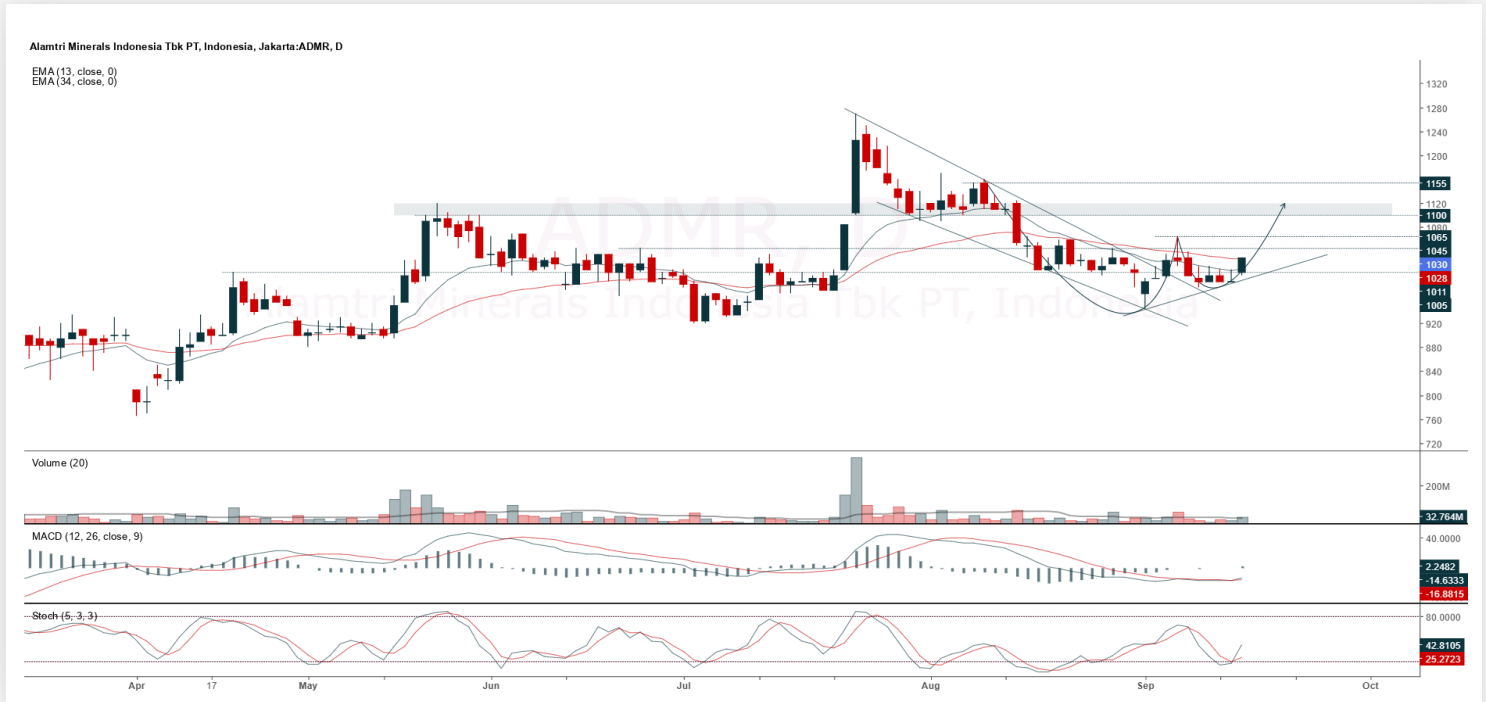 Alamtri Minerals Indonesia Tbk PT, Indonesia, Jakarta:ADMR, D
EMA (13, close, 0)
EMA (34, close, 0)
ADMR, D
Alamtri Minerals Indonesia Tbk PT, Indonesia
1320
1280
1240
1200
1155
1120
1100
1080
1065
1045
1030
1028
1011
1005
920
880
840
800
760
720
Volume (20)
200M
32.764M
MACD (12, 26, close, 9)
40.0000
2.2482
-14.6333
-16.8815
Stoch (5, 3, 3)
80.0000
42.8105
25.2723
Apr 17 May Jun Jul Aug Sep Oct